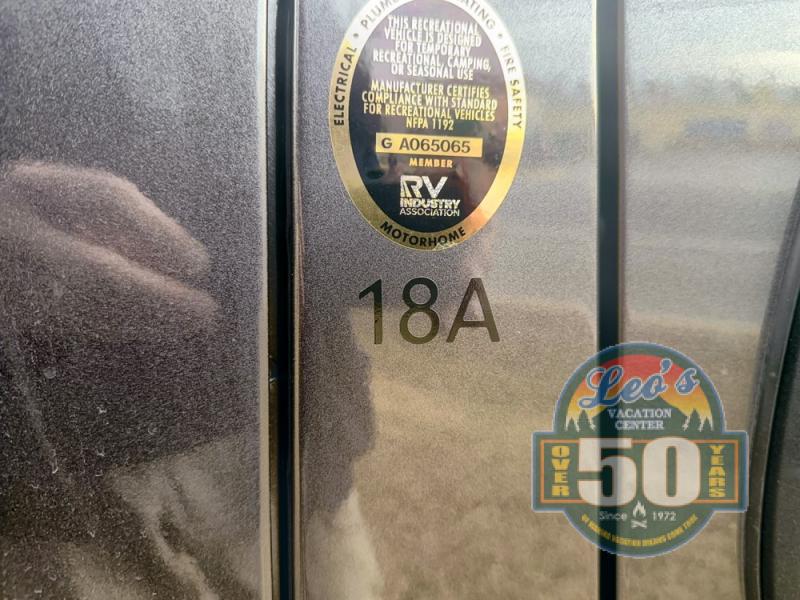 ELECTRICAL • PLUMBING • HEATING • FIRE SAFETY
THIS RECREATIONAL
VEHICLE IS DESIGNED
FOR TEMPORARY
RECREATIONAL, CAMPING,
OR SEASONAL USE
MANUFACTURER CERTIFIES
COMPLIANCE WITH STANDARD
FOR RECREATIONAL VEHICLES
NFPA 1192
G A065065
MEMBER
RV
INDUSTRY
ASSOCIATION
MOTORHOME
18A
Leo's
VACATION
CENTER
OVER
50
YEARS
Since 1972